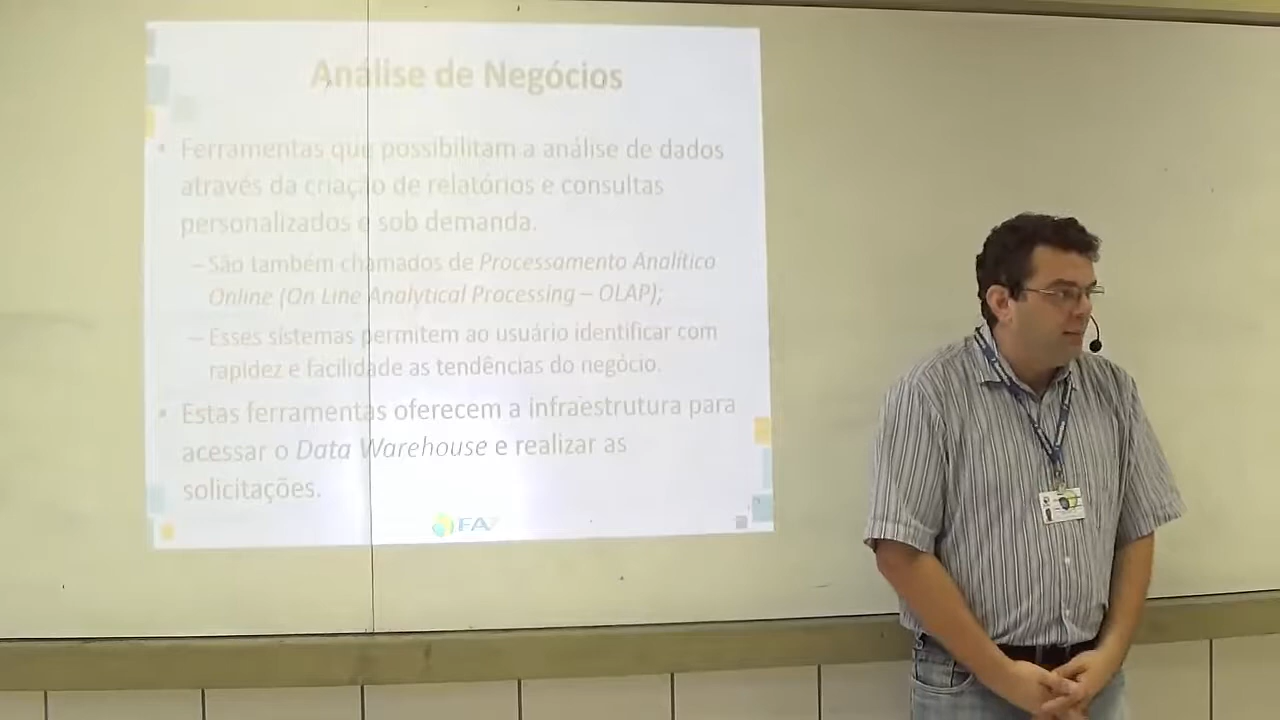 Análise de Negócios
• Ferramentas que possibilitam a análise de dados
através da criação de relatórios e consultas
personalizados e sob demanda.
– São também chamados de Processamento Analítico
Online (On Line Analytical Processing – OLAP);
– Esses sistemas permitem ao usuário identificar com
rapidez e facilidade as tendências do negócio.
• Estas ferramentas oferecem a infraestrutura para
acessar o Data Warehouse e realizar as
solicitações.
FA7